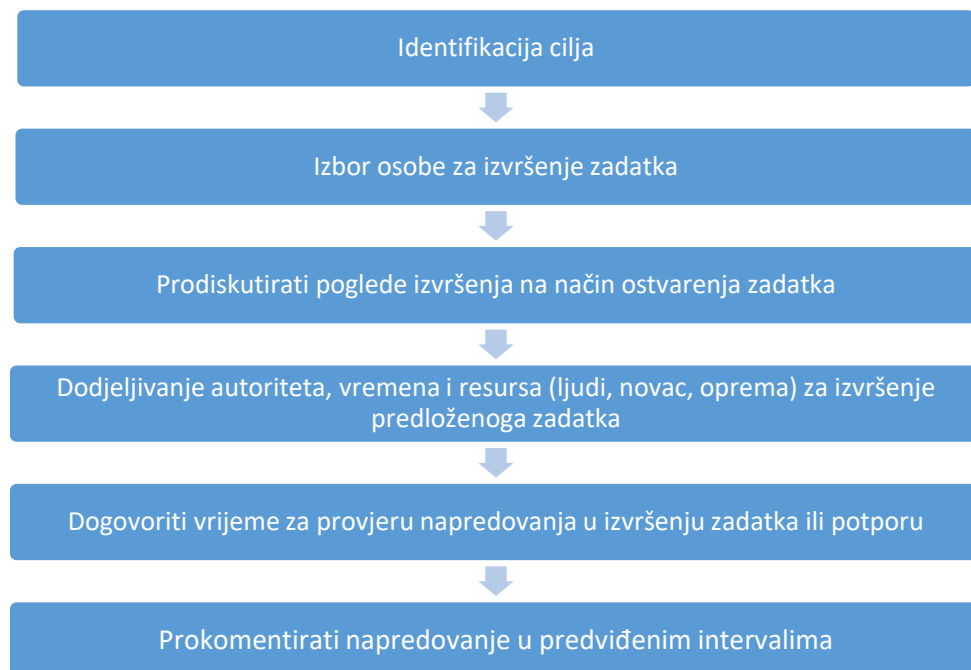 Identifikacija cilja
Izbor osobe za izvršenje zadatka
Prodiskutirati poglede izvršenja na način ostvarenja zadatka
Dodjeljivanje autoriteta, vremena i resursa (ljudi, novac, oprema) za izvršenje
predloženoga zadatka
Dogovoriti vrijeme za provjeru napredovanja u izvršenju zadatka ili potporu
Prokomentirati napredovanje u predviđenim intervalima